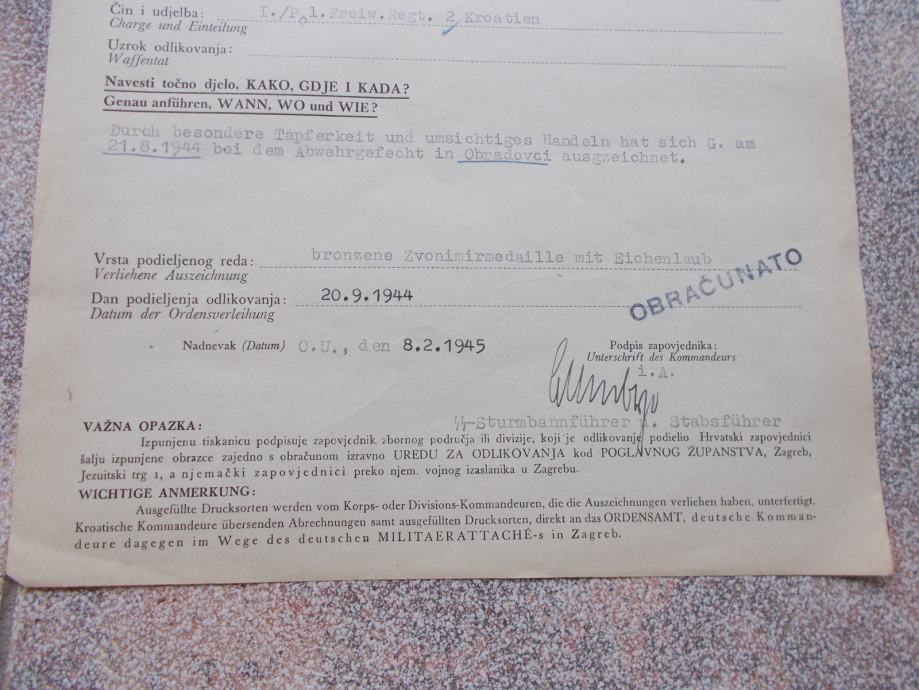 Čin i udjelba: I./Pol.Freiw.Regt. 2 Kroatien
Charge und Einteilung
Uzrok odlikovanja:
Waffentat
Navesti točno djelo, KAKO, GDJE I KADA?
Genau anführen, WANN, WO und WIE?
Durch besondere Tapferkeit und umsichtiges Handeln hat sich G. am
21.8.1944 bei dem Abwehrgefecht in Obradovci ausgzeichnet.
Vrsta podieljenog reda: bronzene Zvonimirmedaille mit Eichenlaub
Verliehene Auszeichnung
Dan podieljenja odlikovanja: 20.9.1944
Datum der Ordensverleihung
OBRAČUNATO
Nadnevak (Datum) O.U., den 8.2.1945
Podpis zapovjednika:
Unterschrift des Kommandeurs
i.A.
SS-Sturmbannführer u. Stabsführer
VAŽNA OPAZKA:
Izpunjenu tiskanicu podpisuje zapovjednik zbornog područja ili divizije, koji je odlikovanje podielio. Hrvatski zapovjednici
šalju izpunjene obrazce zajedno s obračunom izravno UREDU ZA ODLIKOVANJA kod POGLAVNOG ŽUPANSTVA, Zagreb,
Jezuitski trg 1, a njemački zapovjednici preko njem. vojnog izaslanika u Zagrebu.
WICHTIGE ANMERKUNG:
Ausgefüllte Drucksorten werden vom Korps- oder Divisions-Kommandeuren, die die Auszeichnungen verliehen haben, unterfertigt.
Kroatische Kommandeure übersenden Abrechnungen samt ausgefüllten Drucksorten, direkt an das ORDENSAMT, deutsche Komman-
deure dagegen im Wege des deutschen MILITAERATTACHÉ-s in Zagreb.